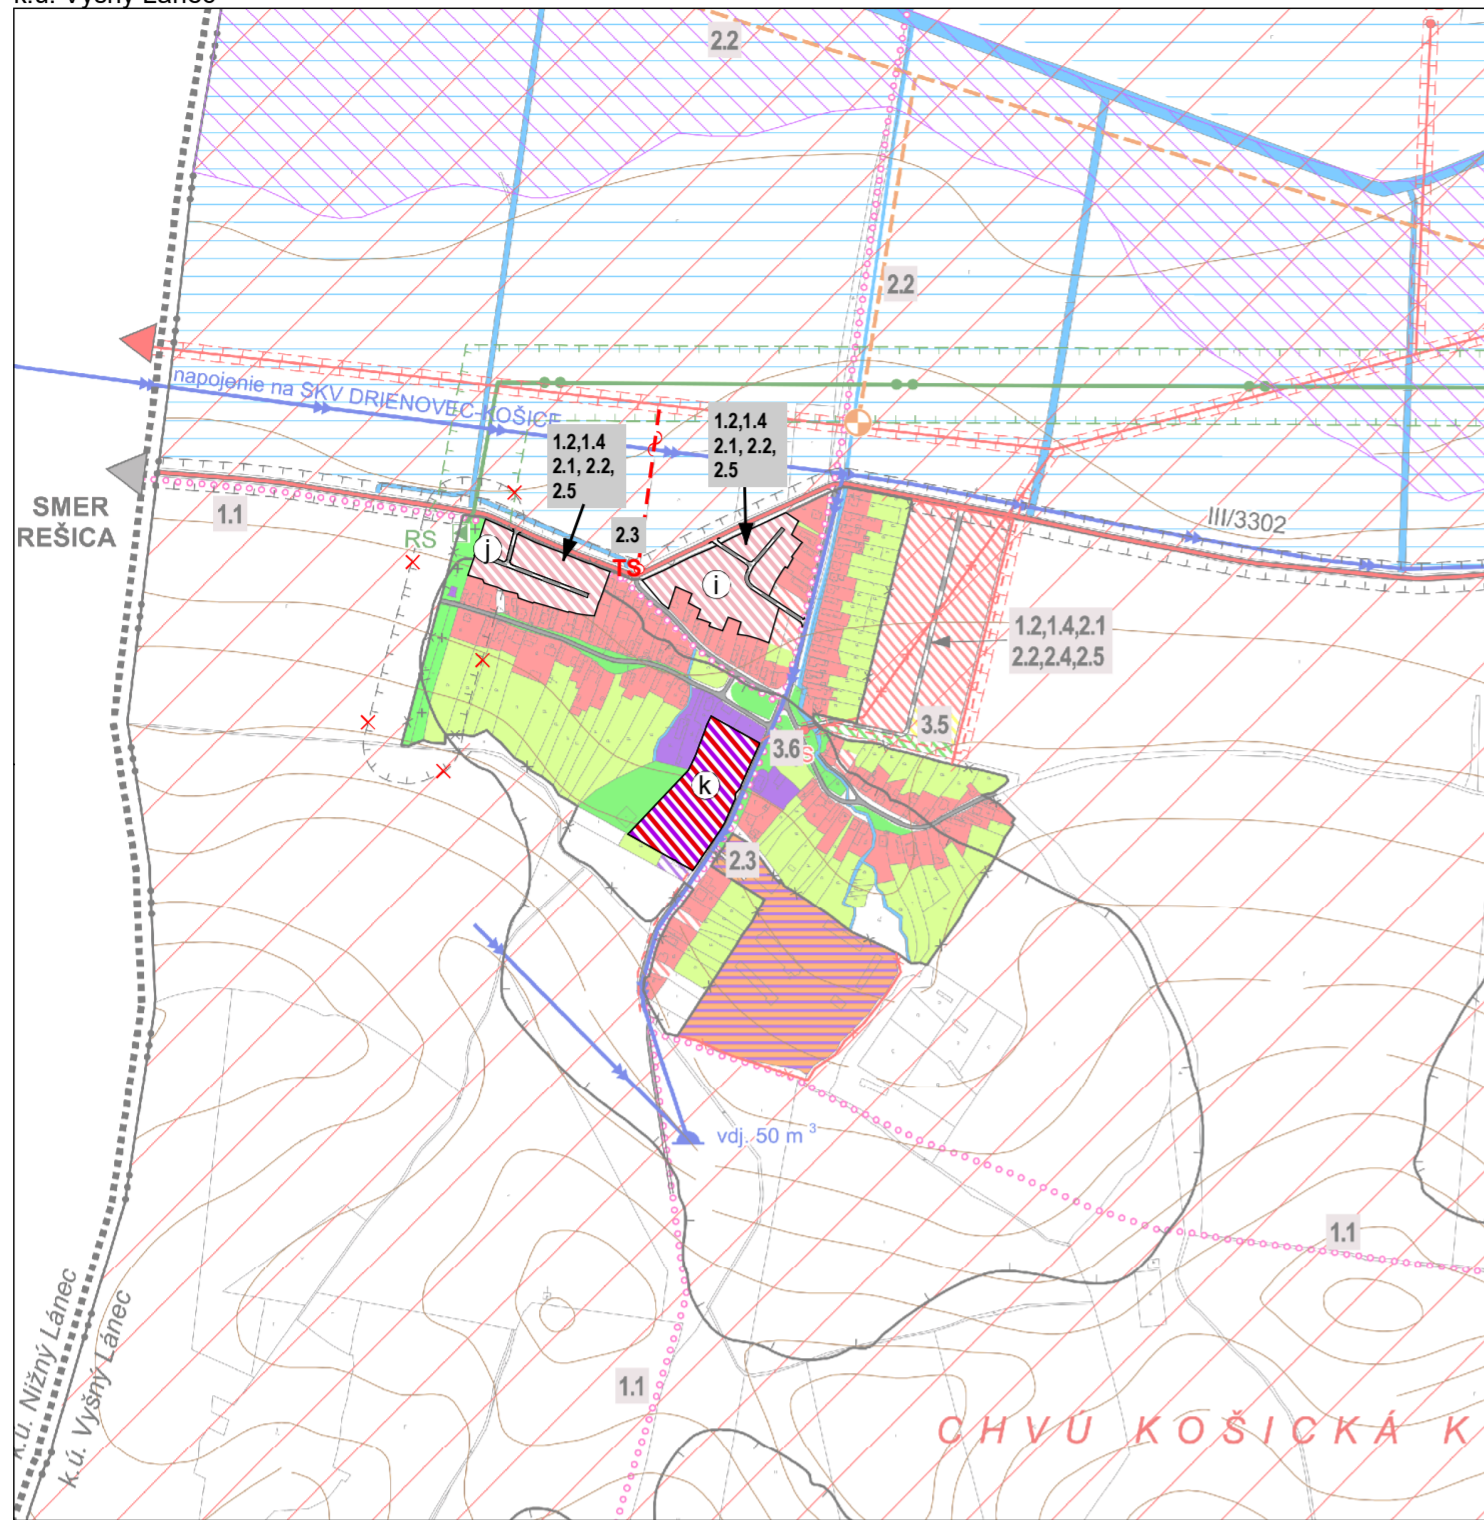 k.ú. Vyšný Lánec
2.2
2.2
napojenie na SKV DRIENOVEC-KOŠICE
1.2,1.4
2.1, 2.2,
2.5
1.2,1.4
2.1, 2.2,
2.5
SMER
REŠICA
1.1
RS
2.3
TS
j
i
III/3302
1.2,1.4,2.1
2.2,2.4,2.5
3.5
3.6
S
k
2.3
vdj. 50 m 3
1.1
1.1
k.ú. Nižný Lánec
k.ú. Vyšný Lánec
CHVÚ KOŠICKÁ K